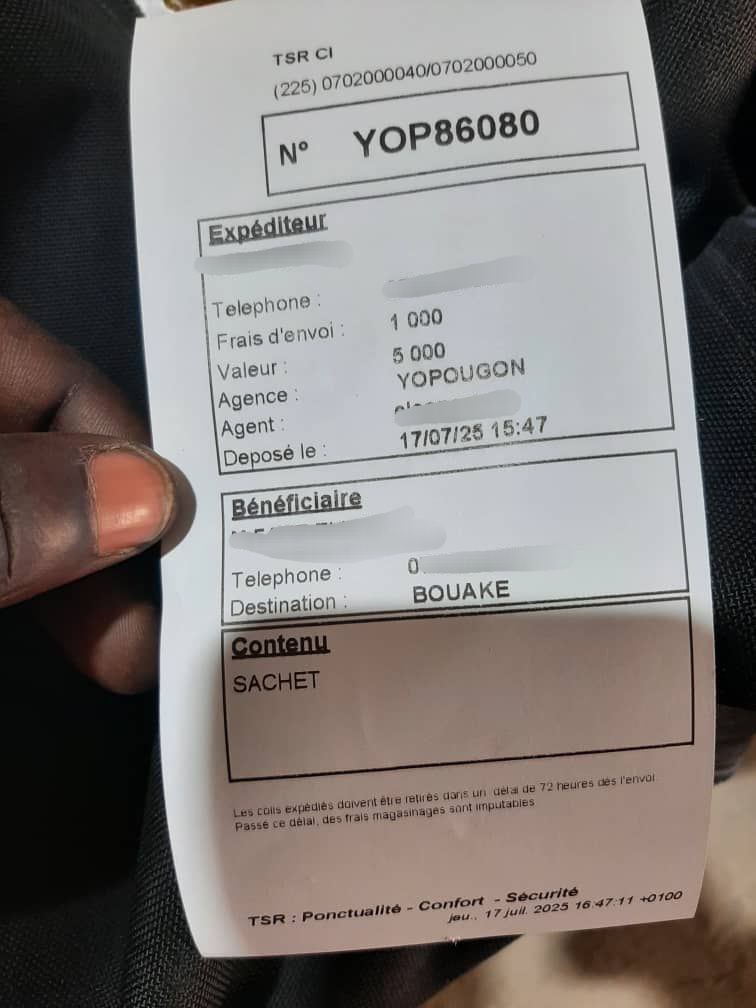 TSR CI
(225) 0702000040/0702000050
N° YOP86080
Expéditeur
Telephone :
Frais d'envoi : 1 000
Valeur : 5 000
Agence : YOPOUGON
Agent :
Deposé le : 17/07/25 15:47
Bénéficiaire
Telephone : 0
Destination : BOUAKE
Contenu
SACHET
Les colis expédiés doivent être retirés dans un délai de 72 heures dès l'envoi
Passé ce délai, des frais magasinages sont imputables
TSR : Ponctualité - Confort - Sécurité
jeu., 17 juil. 2025 16:47:11 +0100